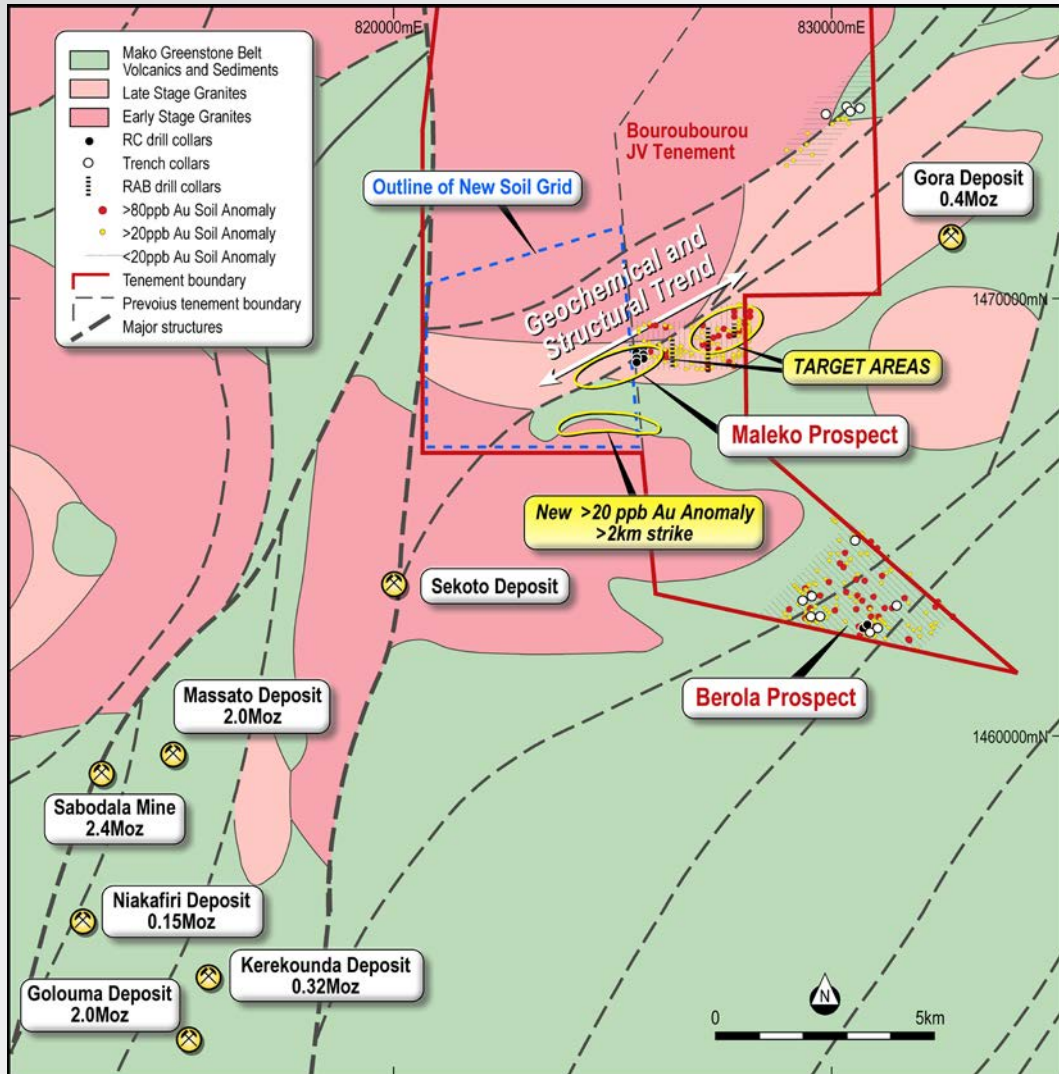 820000mE
830000mE
Mako Greenstone Belt
Volcanics and Sediments
Late Stage Granites
Early Stage Granites
RC drill collars
Trench collars
RAB drill collars
>80ppb Au Soil Anomaly
>20ppb Au Soil Anomaly
<20ppb Au Soil Anomaly
Tenement boundary
Prevoius tenement boundary
Major structures
Bouroubourou
JV Tenement
Outline of New Soil Grid
Gora Deposit
0.4Moz
Geochemical and
Structural Trend
1470000mN
TARGET AREAS
Maleko Prospect
New >20 ppb Au Anomaly
>2km strike
Sekoto Deposit
Berola Prospect
Massato Deposit
2.0Moz
1460000mN
Sabodala Mine
2.4Moz
Niakafiri Deposit
0.15Moz
Kerekounda Deposit
0.32Moz
Golouma Deposit
2.0Moz
N
0
5km